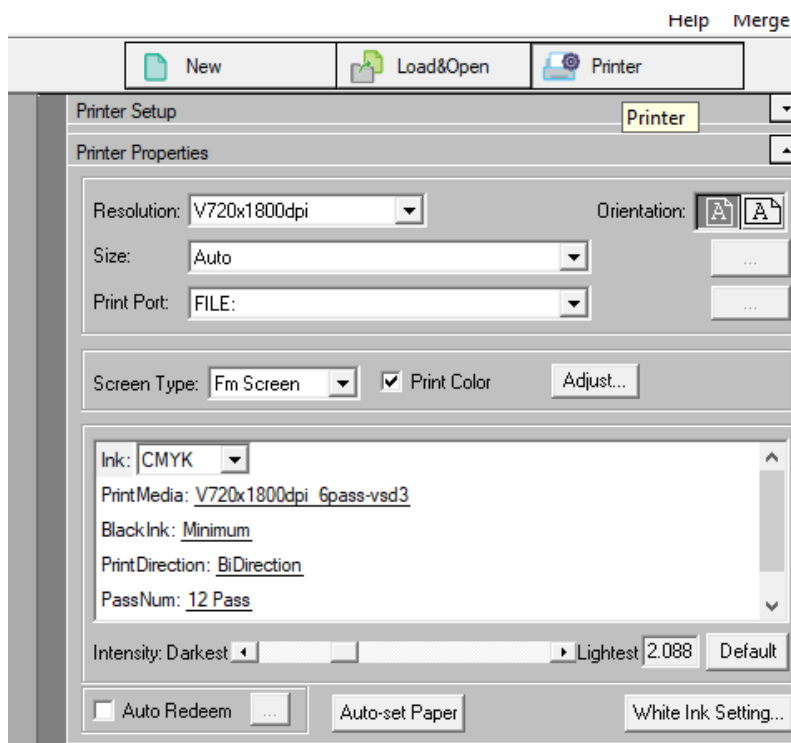 Help Merge
New Load&Open Printer
Printer Setup
Printer
Printer Properties
Resolution: V720x1800dpi Orientation: A A
Size: Auto ...
Print Port: FILE: ...
Screen Type: Fm Screen Print Color Adjust...
Ink: CMYK
PrintMedia: V720x1800dpi 6pass-vsd3
BlackInk: Minimum
PrintDirection: BiDirection
PassNum: 12 Pass
Intensity: Darkest Lightest 2.088 Default
Auto Redeem ... Auto-set Paper White Ink Setting...